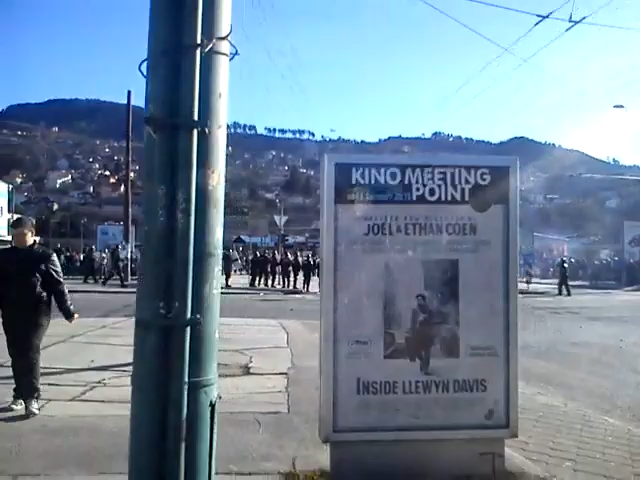 KINO MEETING
POINT
JOEL & ETHAN COEN
INSIDE LLEWYN DAVIS